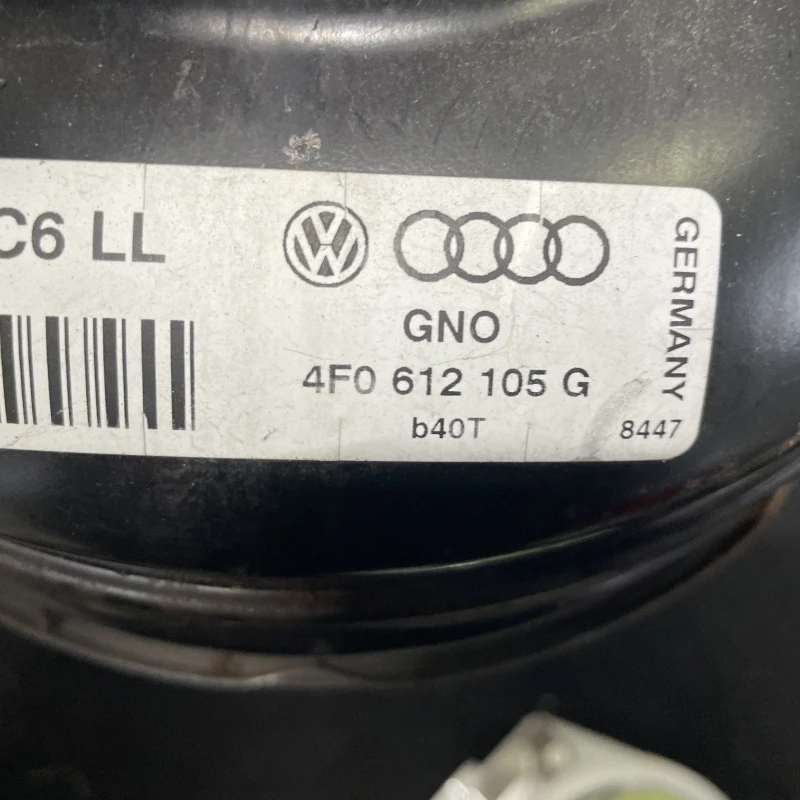 C6 LL
GNO
4F0 612 105 G
b40T
8447
GERMANY